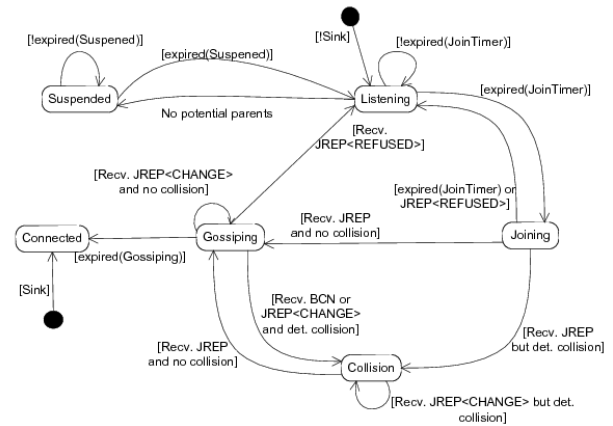 [!expired(Suspened)]
[expired(Suspened)]
[!Sink]
[!expired(JoinTimer)]
Suspended
Listening
[expired(JoinTimer)]
No potential parents
[Recv.
JREP<REFUSED>]
[Recv. JREP<CHANGE>
and no collision]
[expired(JoinTimer) or
JREP<REFUSED>]
[Recv. JREP
and no collision]
Connected
Gossiping
Joining
[expired(Gossiping)]
[Sink]
[Recv. BCN or
JREP<CHANGE>
and det. collision]
[Recv. JREP
and no collision]
[Recv. JREP
but det. collision]
Collision
[Recv. JREP<CHANGE> but det.
collision]